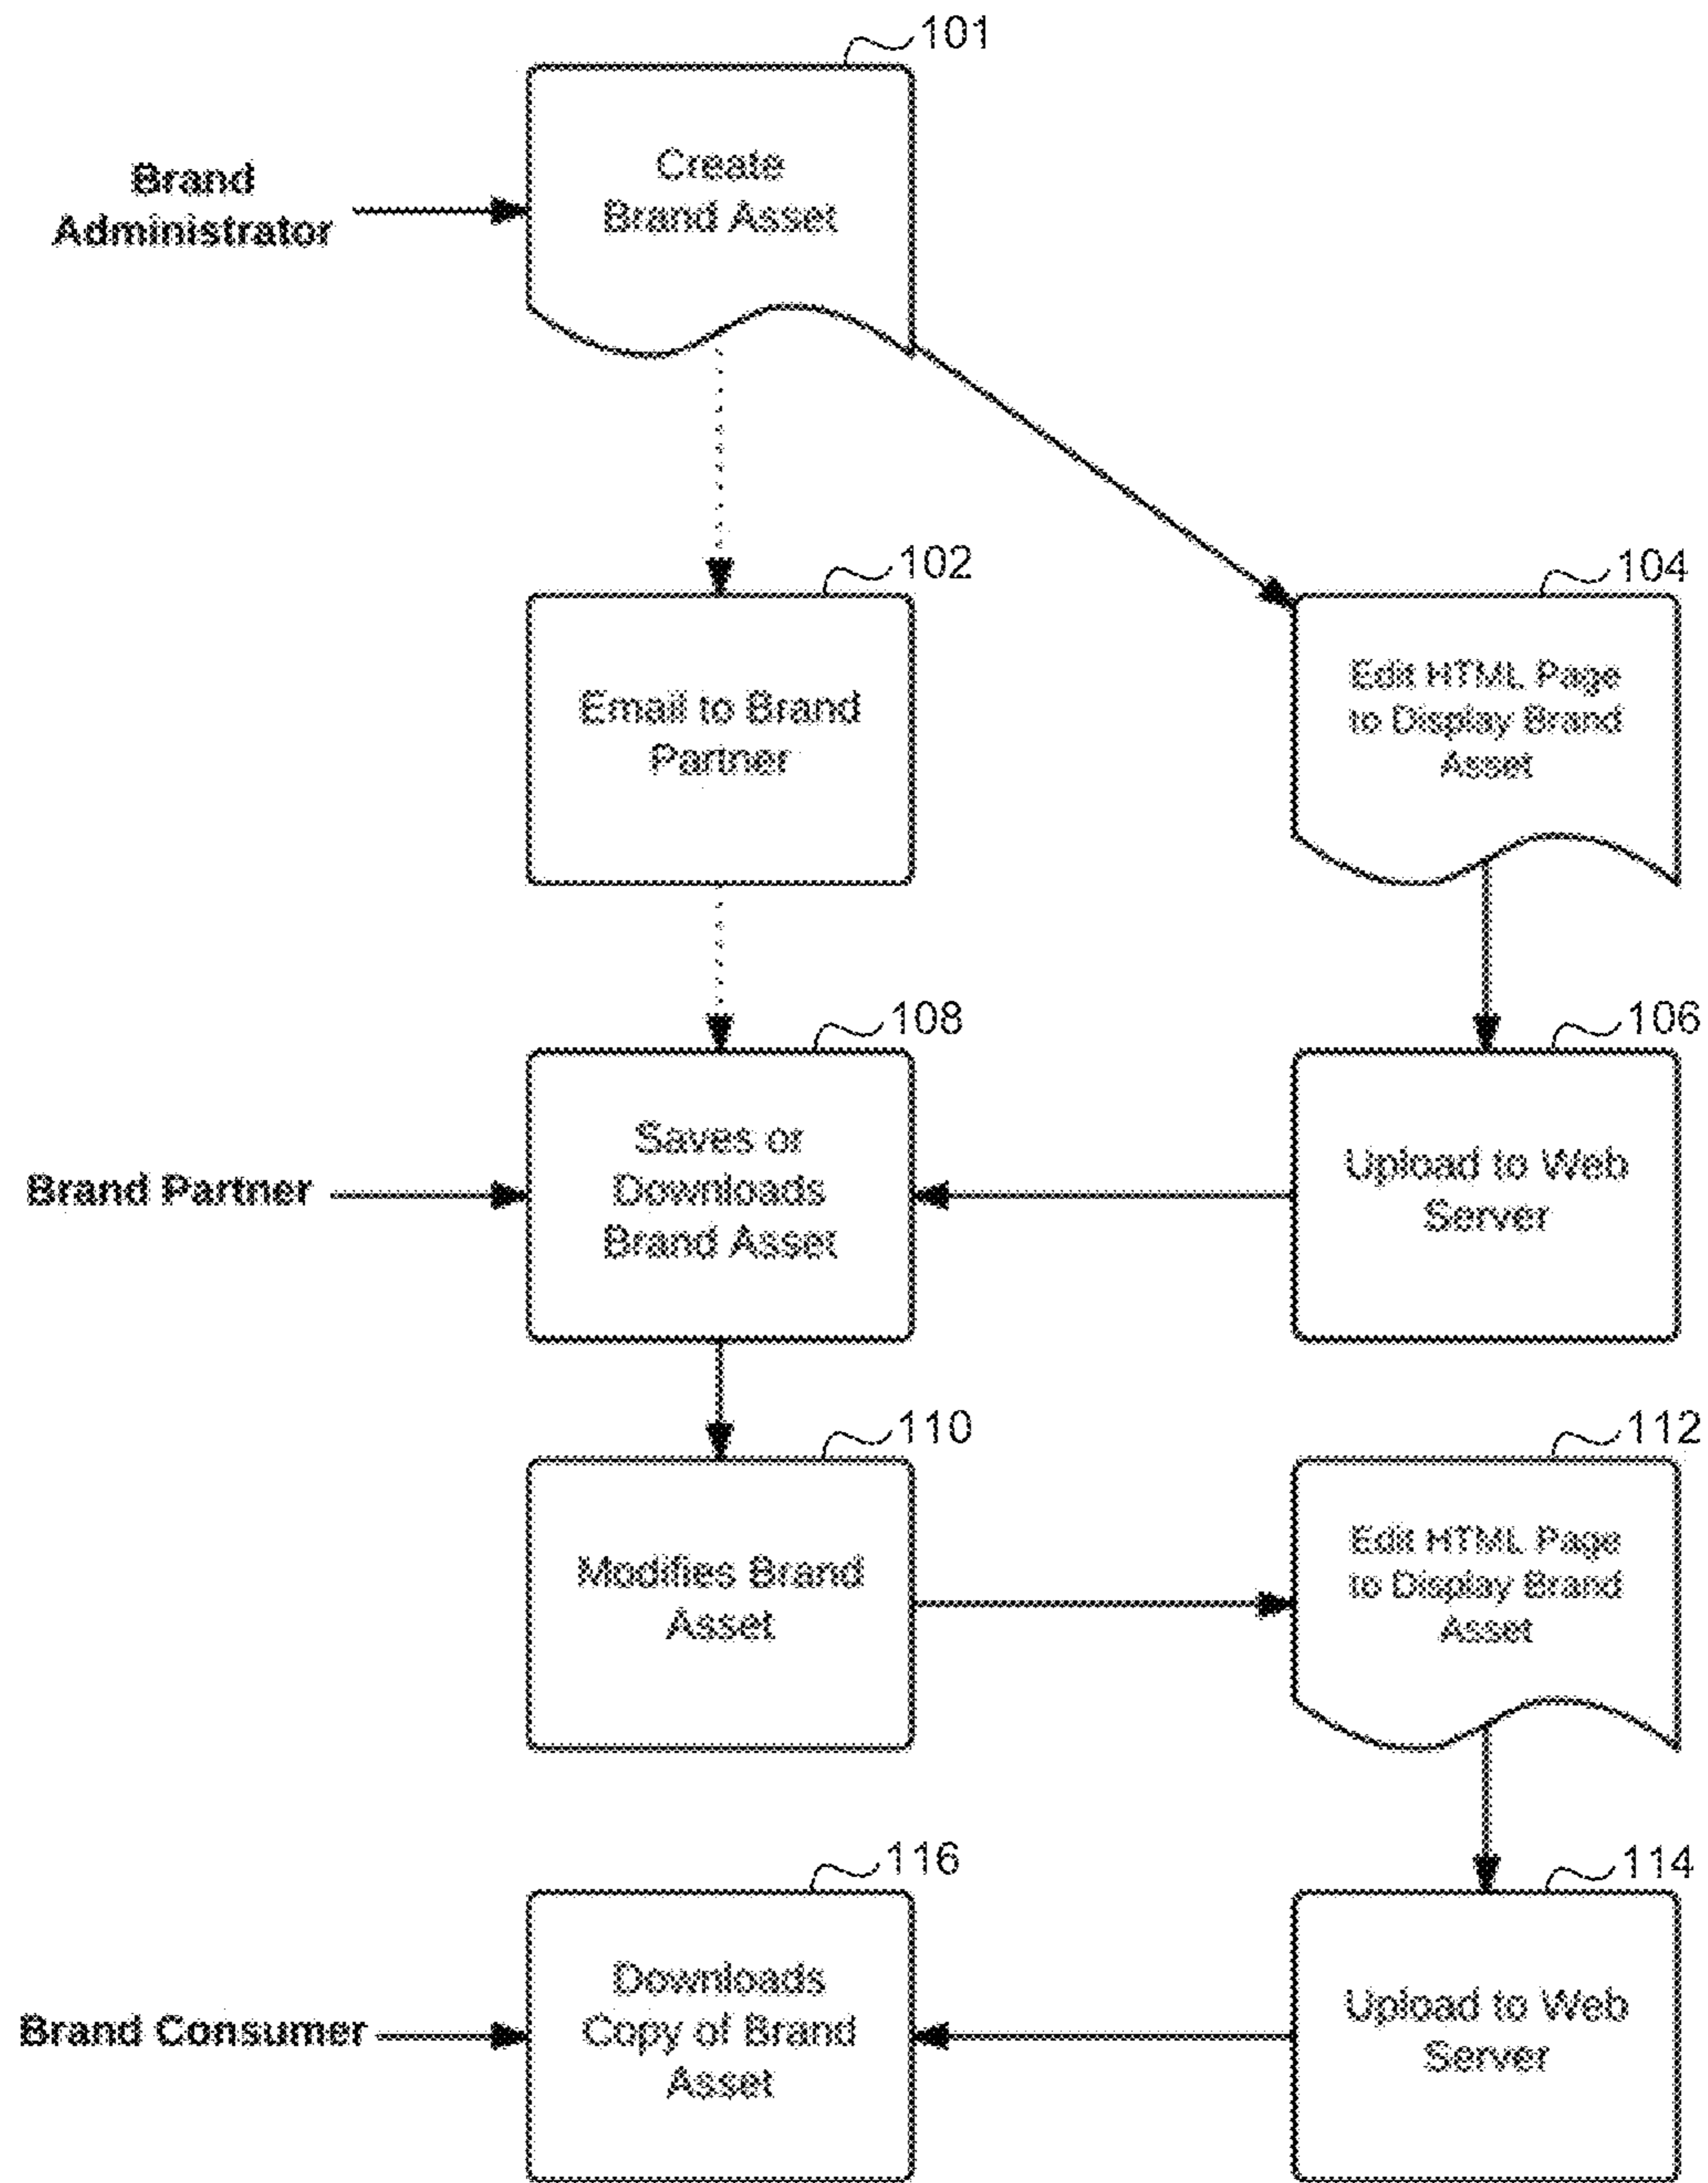 101
Brand
Administrator
Create
Brand Asset
102
Email to Brand
Partner
104
Edit HTML Page
to Display Brand
Asset
108
Brand Partner
Saves or
Downloads
Brand Asset
106
Upload to Web
Server
110
Modifies Brand
Asset
112
Edit HTML Page
to Display Brand
Asset
116
Brand Consumer
Downloads
Copy of Brand
Asset
114
Upload to Web
Server